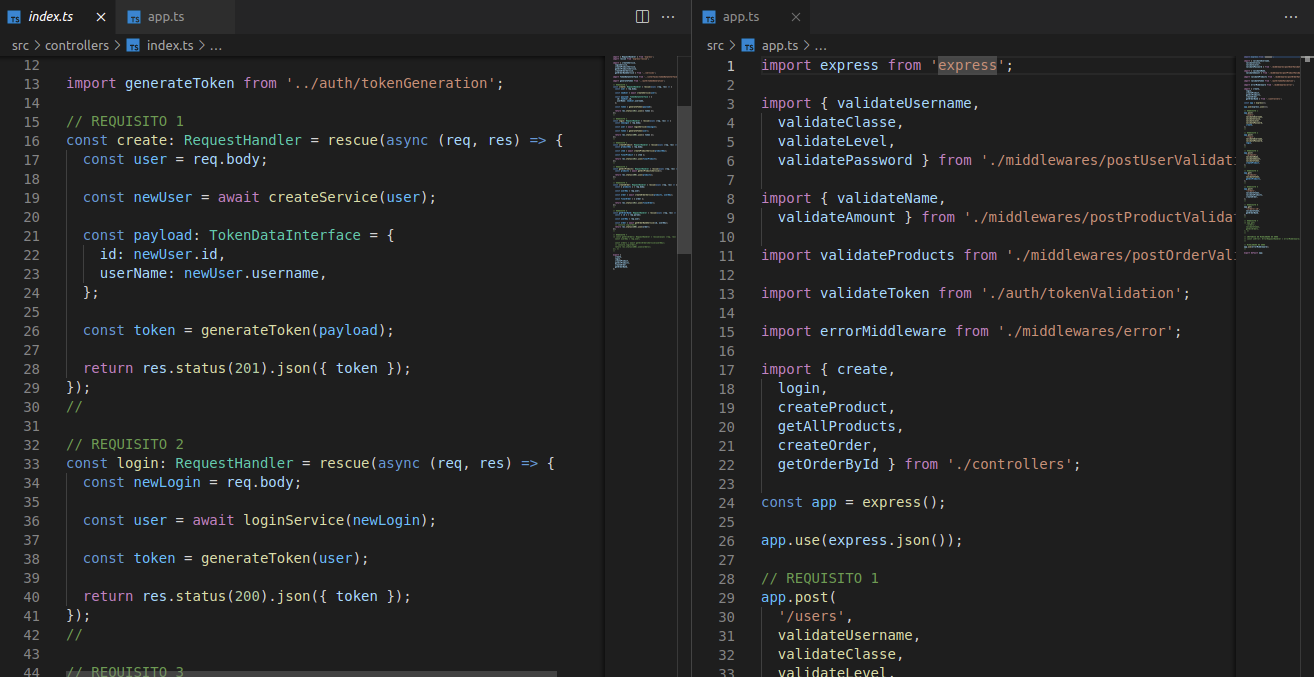 index.ts
app.ts
src > controllers > index.ts > ...
12
13 import generateToken from '../auth/tokenGeneration';
14
15 // REQUISITO 1
16 const create: RequestHandler = rescue(async (req, res) => {
17 const user = req.body;
18
19 const newUser = await createService(user);
20
21 const payload: TokenDataInterface = {
22 id: newUser.id,
23 userName: newUser.username,
24 };
25
26 const token = generateToken(payload);
27
28 return res.status(201).json({ token });
29 });
30 //
31
32 // REQUISITO 2
33 const login: RequestHandler = rescue(async (req, res) => {
34 const newLogin = req.body;
35
36 const user = await loginService(newLogin);
37
38 const token = generateToken(user);
39
40 return res.status(200).json({ token });
41 });
42 //
43
44 // REQUISITO 3
app.ts
src > app.ts > ...
1 import express from 'express';
2
3 import { validateUsername,
4 validateClasse,
5 validateLevel,
6 validatePassword } from './middlewares/postUserValidati
7
8 import { validateName,
9 validateAmount } from './middlewares/postProductValida
10
11 import validateProducts from './middlewares/postOrderVal
12
13 import validateToken from './auth/tokenValidation';
14
15 import errorMiddleware from './middlewares/error';
16
17 import { create,
18 login,
19 createProduct,
20 getAllProducts,
21 createOrder,
22 getOrderById } from './controllers';
23
24 const app = express();
25
26 app.use(express.json());
27
28 // REQUISITO 1
29 app.post(
30 '/users',
31 validateUsername,
32 validateClasse,
33 validateLevel,